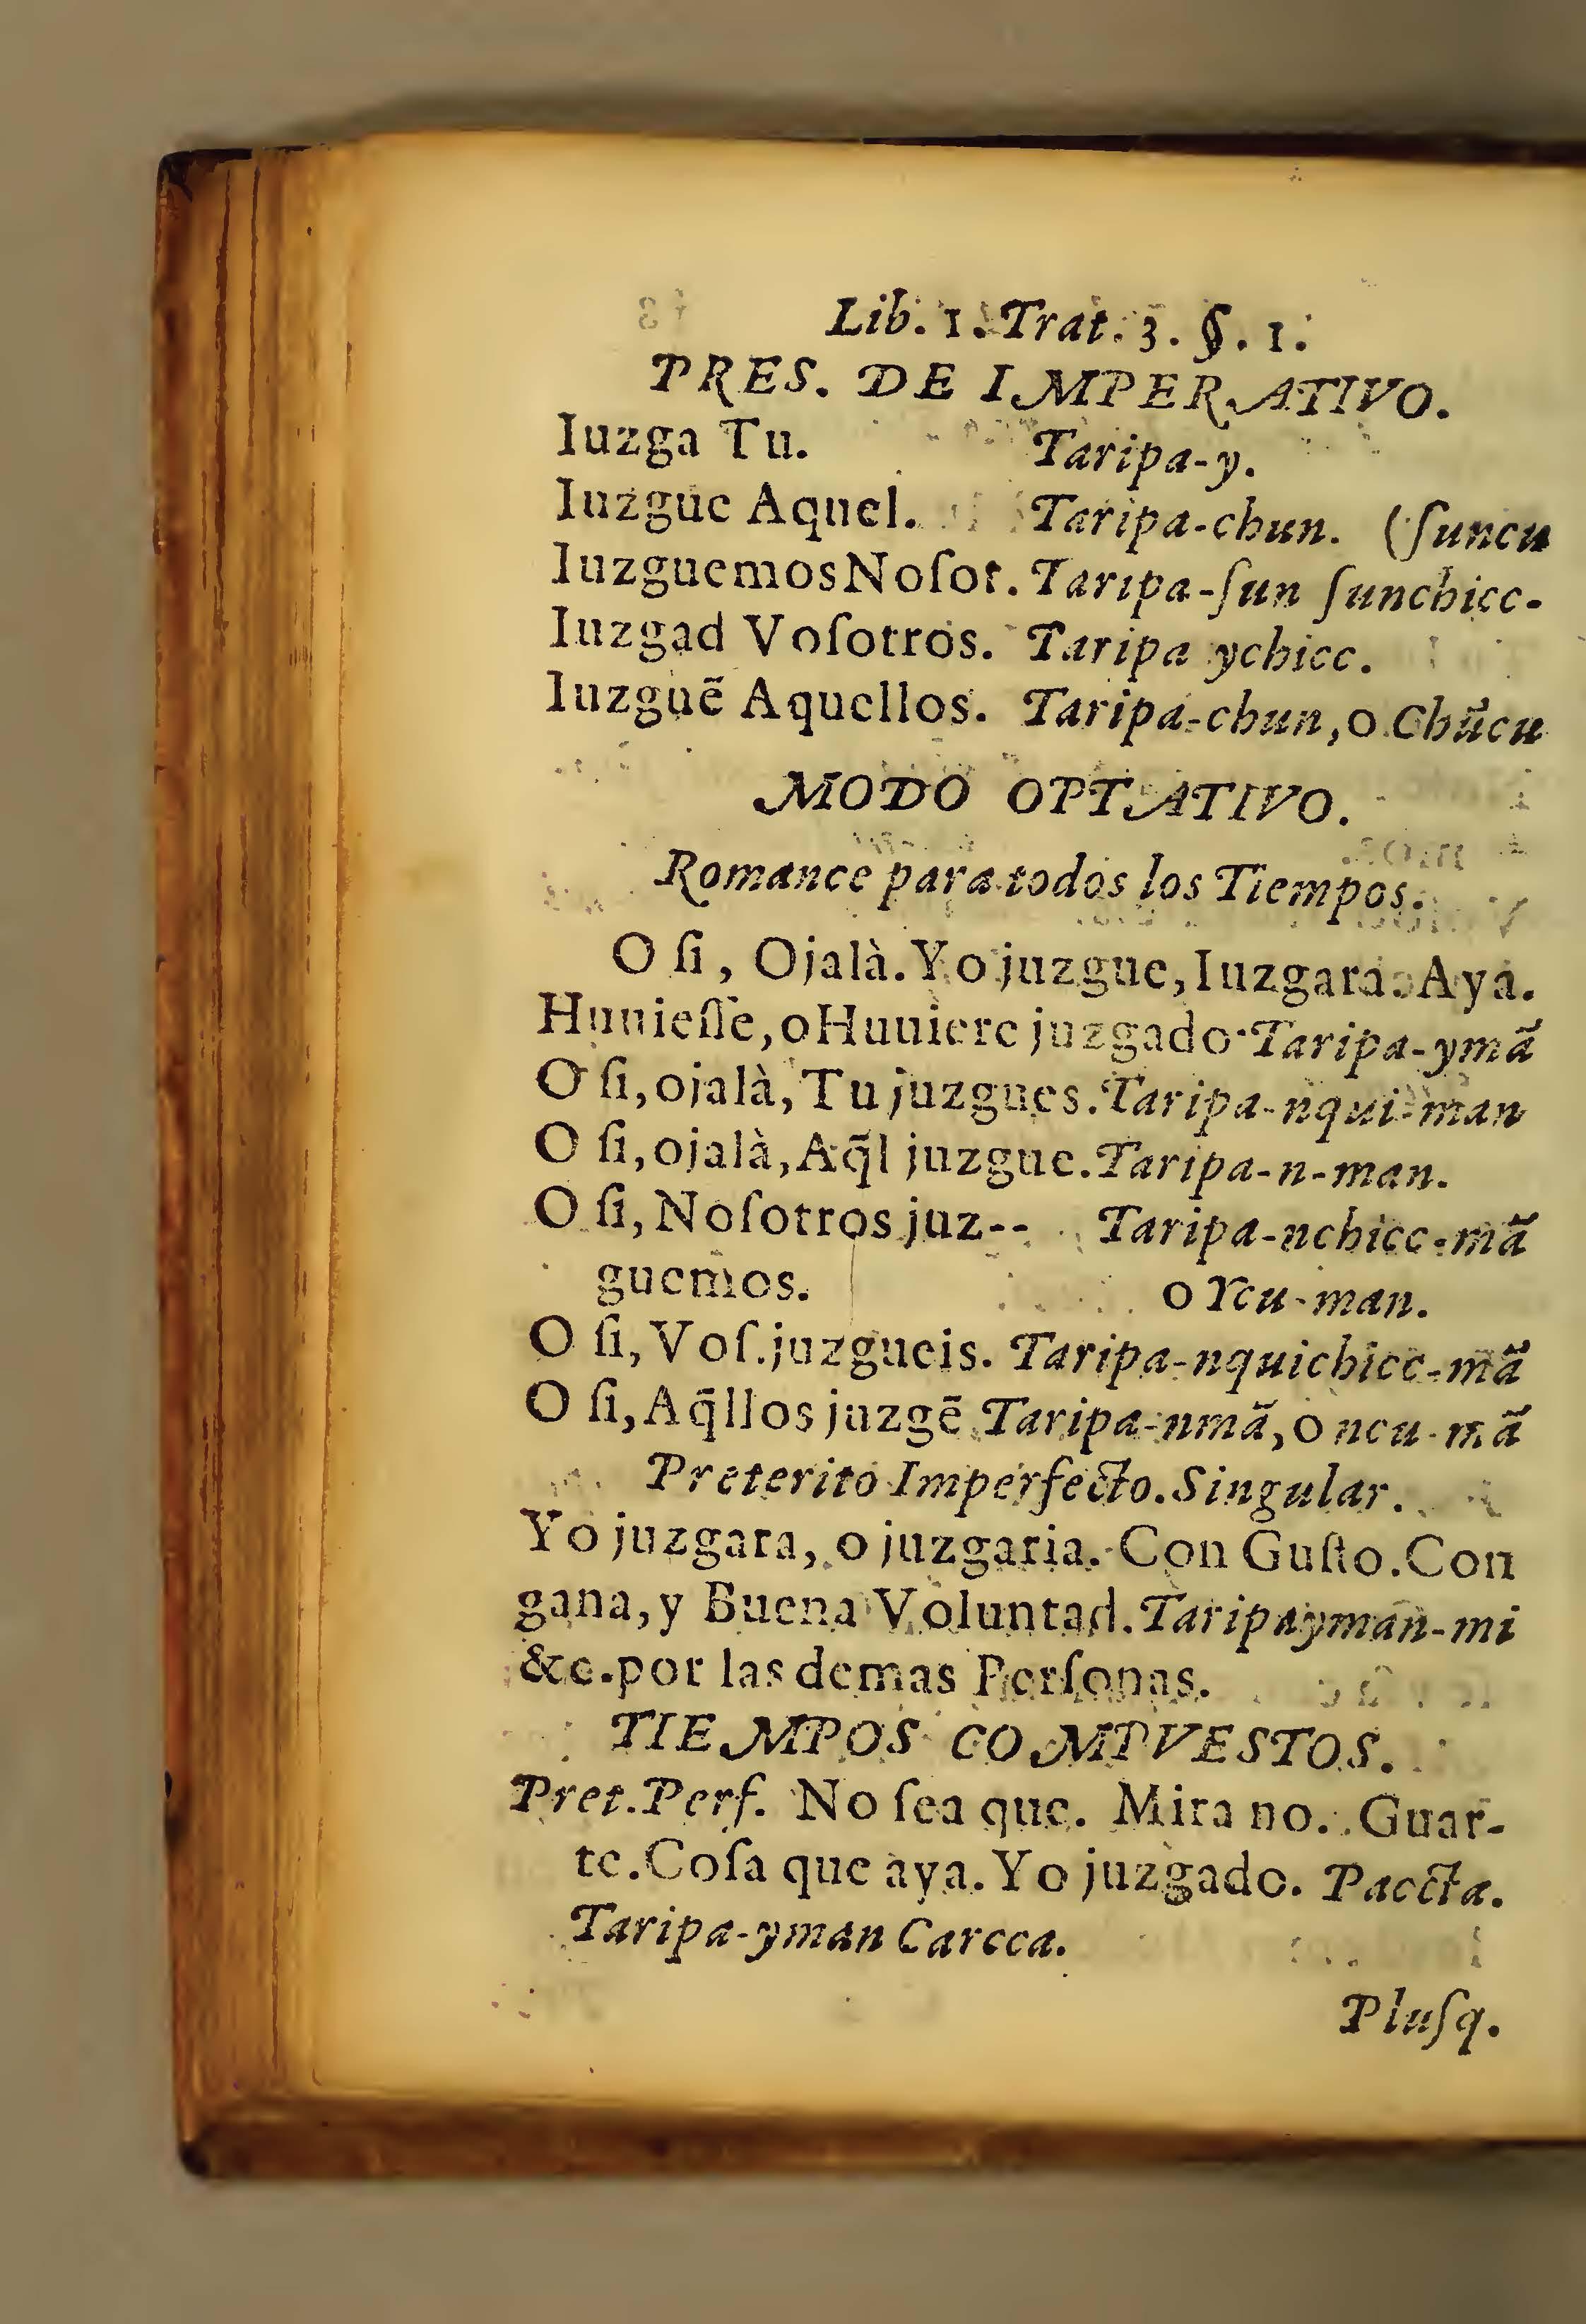 Lib. 1. Trat. 3. §. 1.
PRES. DE IMPERATIVO.
Iuzga Tu. Taripa-y.
Iuzgue Aquel. Taripa-chun. (ſuncu
IuzguemosNoſot. Taripa-ſun ſunchicc.
Iuzgad Voſotros. Taripa ychicc.
Iuzguẽ Aquellos. Taripa-chun, o Chũcu
MODO OPTATIVO.
Romance para todos los Tiempos.
O ſi, Ojalà. Yo juzgue, Iuzgara. Aya.
Huuieſſe, o Huuiere juzgado Taripa-ymã
O ſi, ojalà, Tu juzgues. Taripa-nqui-man
O ſi, ojalà, Aq̃l juzgue. Taripa-n-man.
O ſi, Noſotros juz-- Taripa-nchicc-mã
guemos. o Ycu-man.
O ſi, Voſ. juzgueis. Taripa-nquichicc-mã
O ſi, Aq̃llos juzgẽ Taripa-nmã, o ncu-mã
Preterito Imperfecto. Singular.
Yo juzgara, o juzgaria. Con Guſto. Con
gana, y Buena Voluntad. Taripayman-mi
&c. por las demas Perſonas.
TIEMPOS COMPVESTOS.
Pret. Perf. No ſea que. Mira no. Guar-
te. Coſa que aya. Yo juzgado. Paccta.
Taripa-yman Carcca.
Pluſq.